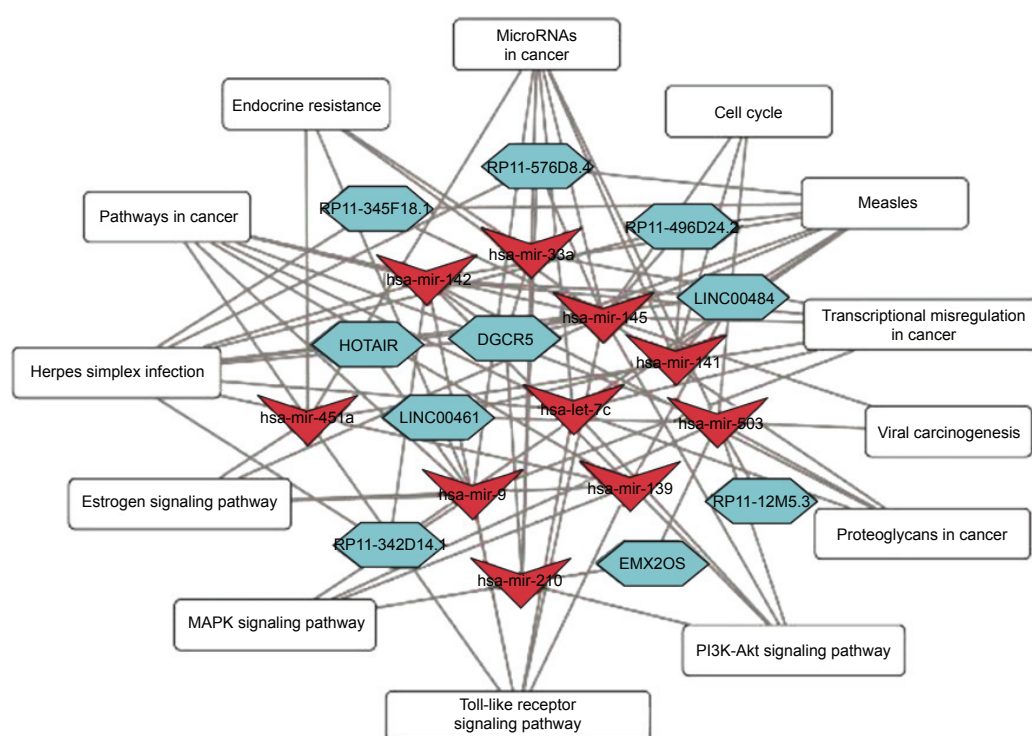 MicroRNAs
in cancer
Endocrine resistance
Cell cycle
RP11-576D8.4
Pathways in cancer
RP11-345F18.1
Measles
RP11-496D24.2
hsa-mir-33a
hsa-mir-142
LINC00484
hsa-mir-145
Transcriptional misregulation
in cancer
HOTAIR
DGCR5
Herpes simplex infection
hsa-mir-141
hsa-mir-451a
LINC00461
hsa-let-7c
hsa-mir-503
Viral carcinogenesis
Estrogen signaling pathway
hsa-mir-9
hsa-mir-139
RP11-12M5.3
Proteoglycans in cancer
RP11-342D14.1
EMX2OS
hsa-mir-210
MAPK signaling pathway
PI3K-Akt signaling pathway
Toll-like receptor
signaling pathway